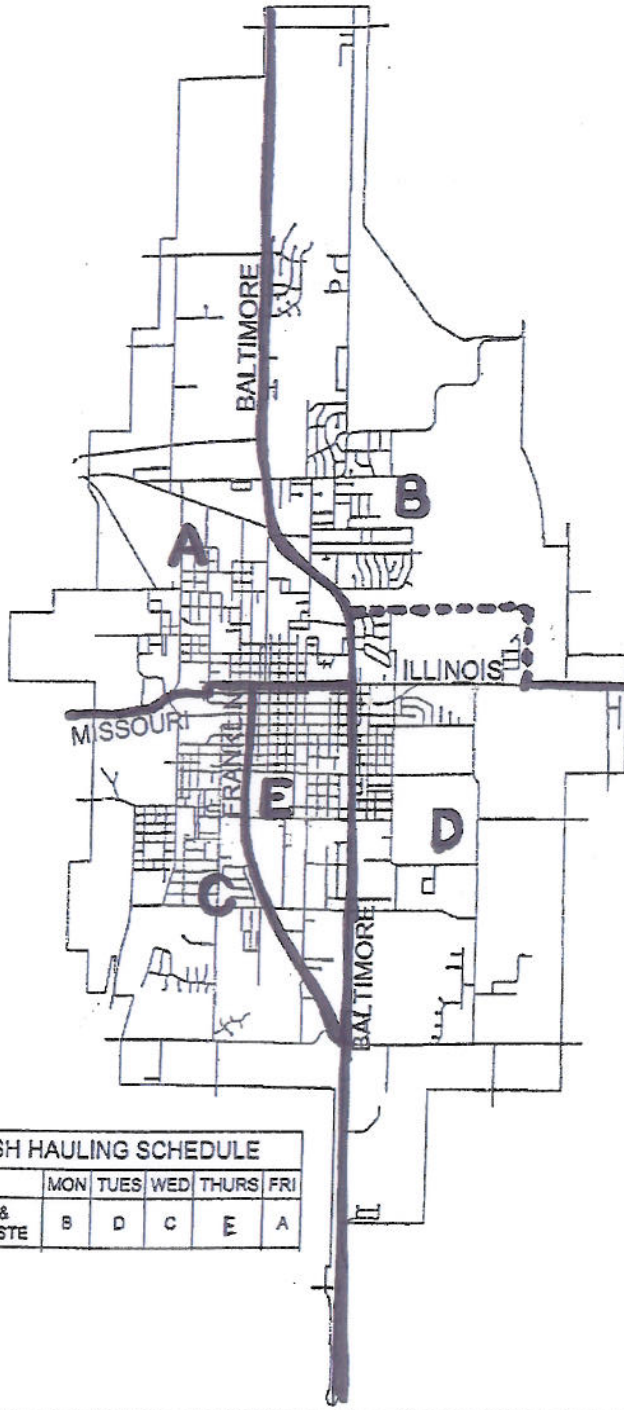 BALTIMORE
B
A
ILLINOIS
MISSOURI
FRANKLIN
E
D
C
BALTIMORE
SH HAULING SCHEDULE
MON TUES WED THURS FRI
&
STE B D C E A